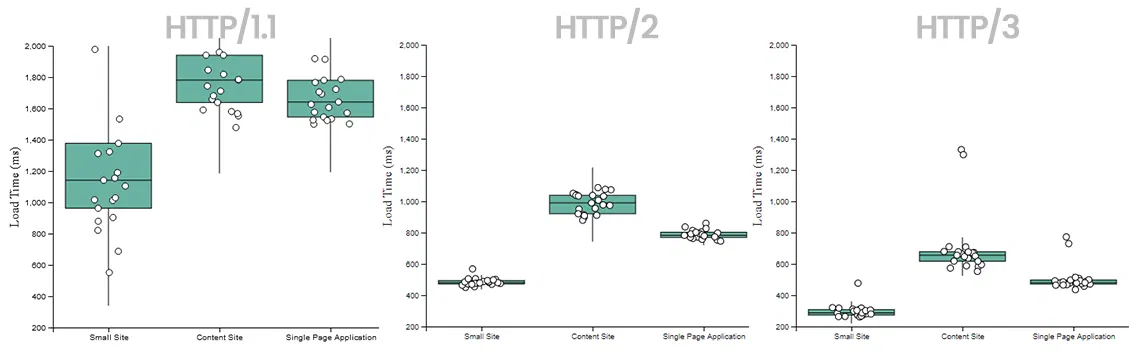 HTTP/1.1
Load Time (ms)
2,000
1,800
1,600
1,400
1,200
1,000
800
600
400
200
Small Site
Content Site
Single Page Application
HTTP/2
Load Time (ms)
2,000
1,800
1,600
1,400
1,200
1,000
800
600
400
200
Small Site
Content Site
Single Page Application
HTTP/3
Load Time (ms)
2,000
1,800
1,600
1,400
1,200
1,000
800
600
400
200
Small Site
Content Site
Single Page Application